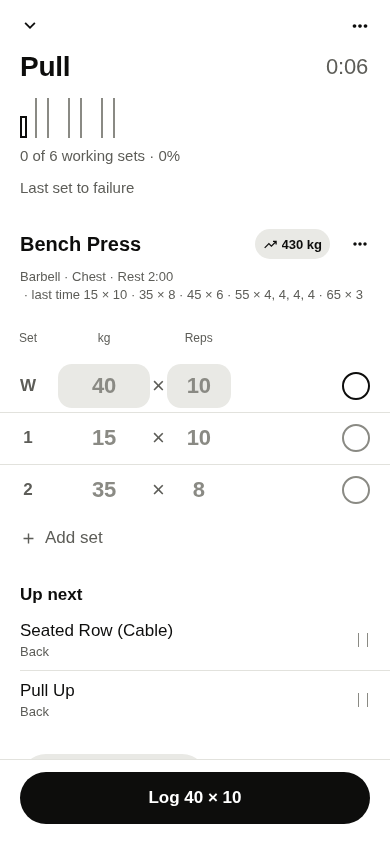 Pull
0:06
0 of 6 working sets · 0%
Last set to failure
Bench Press
430 kg
Barbell · Chest · Rest 2:00
· last time 15 × 10 · 35 × 8 · 45 × 6 · 55 × 4, 4, 4, 4 · 65 × 3
Set kg Reps
W 40 × 10
1 15 × 10
2 35 × 8
+ Add set
Up next
Seated Row (Cable)
Back
Pull Up
Back
Log 40 × 10